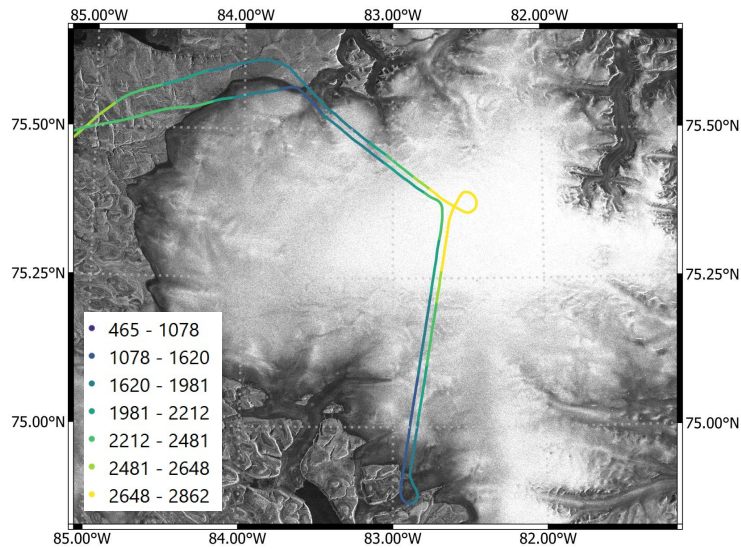 85.00°W 84.00°W 83.00°W 82.00°W
75.50°N 75.50°N
75.25°N 75.25°N
465 - 1078
1078 - 1620
1620 - 1981
1981 - 2212
2212 - 2481
2481 - 2648
2648 - 2862
75.00°N 75.00°N
85.00°W 84.00°W 83.00°W 82.00°W